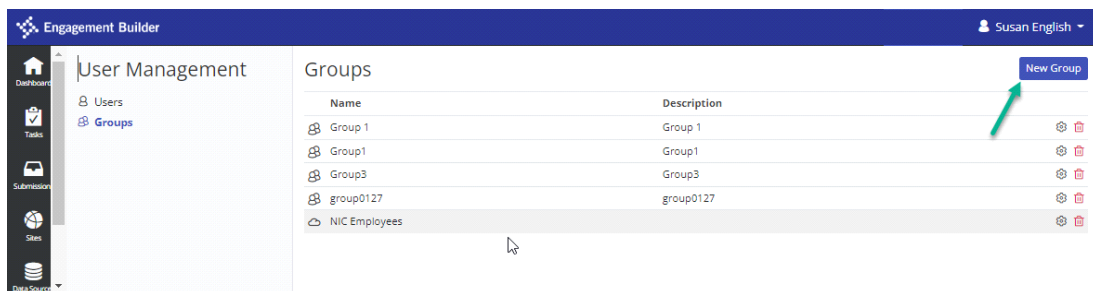 Engagement Builder
Susan English
Dashboard
Tasks
Submission
Sites
Data Source
User Management
Users
Groups
Groups
New Group
Name Description
Group 1 Group 1
Group1 Group1
Group3 Group3
group0127 group0127
NIC Employees